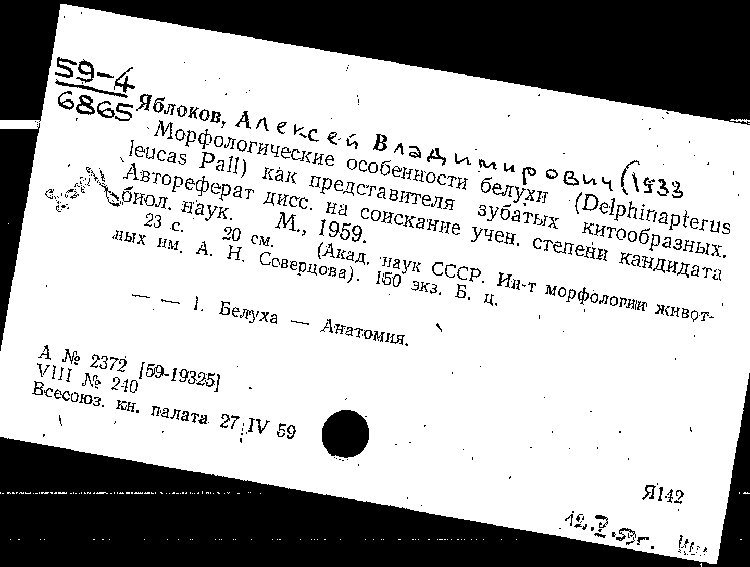 59-4
6865
Яблоков, Алексей Владимирович (1933
Морфологические особенности белухи (Delphinapterus
leucas Pall) как представителя зубатых китообразных.
Автореферат дисс. на соискание учен. степени кандидата
биол. наук. М., 1959.
23 с. 20 см. (Акад. наук СССР. Ин-т морфологии живот-
ных им. А. Н. Северцова). 150 экз. Б. ц.
— — 1. Белуха — Анатомия.
А № 2372 [59-19325]
VIII № 240
Всесоюз. кн. палата 27 IV 59
Я142